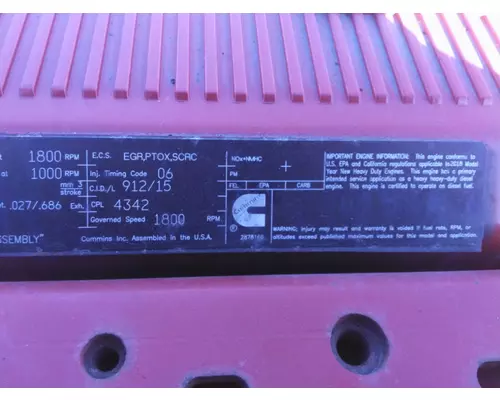 1800 RPM E.C.S. EGR,PTOX,SCRC NOx+NMHC +
1000 RPM Inj. Timing Code 06 PM
mm 3 stroke C.I.D./L 912/15 FEL EPA CARB
.027/.686 Exh. CPL 4342
Governed Speed 1800 RPM
ASSEMBLY" Cummins Inc, Assembled in the U.S.A. 2878166
Cummins
IMPORTANT ENGINE INFORMATION: This engine conforms to
U.S. EPA and California regulations applicable to 2019 Model
Year New Heavy Duty Engines. This engine has a primary
intended service application as a heavy heavy-duty diesel
engine. This engine is certified to operate on diesel fuel.
WARNING: Injury may result and warranty is voided if fuel rate, RPM, or
altitudes exceed published maximum values for this model and application.